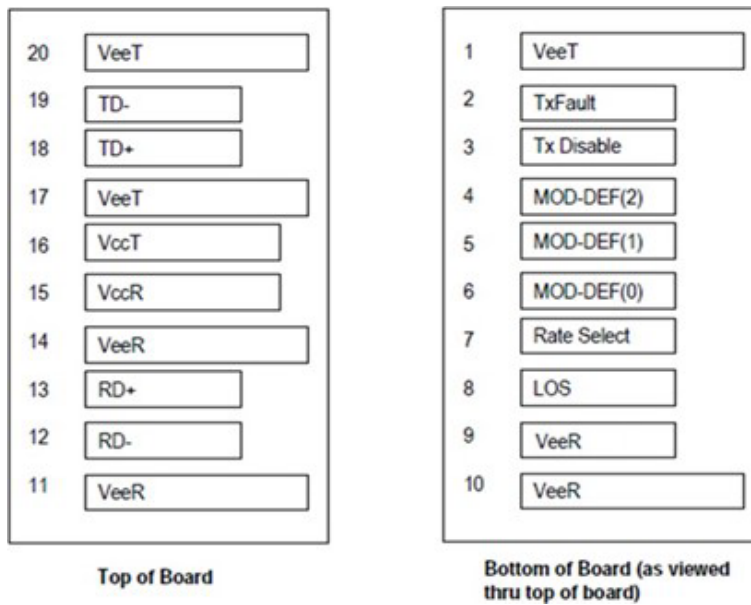 20 VeeT
19 TD-
18 TD+
17 VeeT
16 VccT
15 VccR
14 VeeR
13 RD+
12 RD-
11 VeeR
Top of Board
1 VeeT
2 TxFault
3 Tx Disable
4 MOD-DEF(2)
5 MOD-DEF(1)
6 MOD-DEF(0)
7 Rate Select
8 LOS
9 VeeR
10 VeeR
Bottom of Board (as viewed
thru top of board)